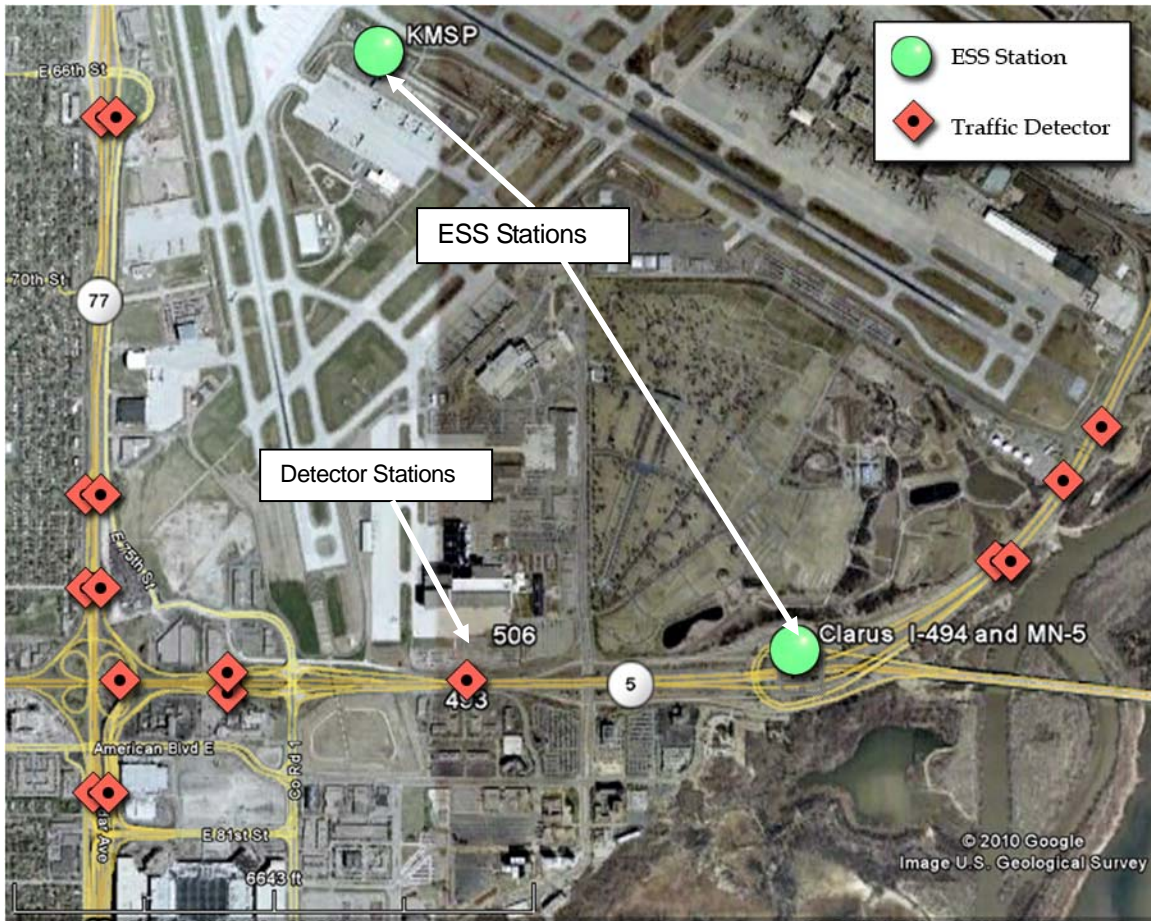 KMSP
ESS Station
Traffic Detector
E 66th St
ESS Stations
70th St
77
Detector Stations
E 75th St
506
Clarus I-494 and MN-5
493
5
American Blvd E
Co Rd 1
E 81st St
Ave
6643 ft
© 2010 Google
Image U.S. Geological Survey